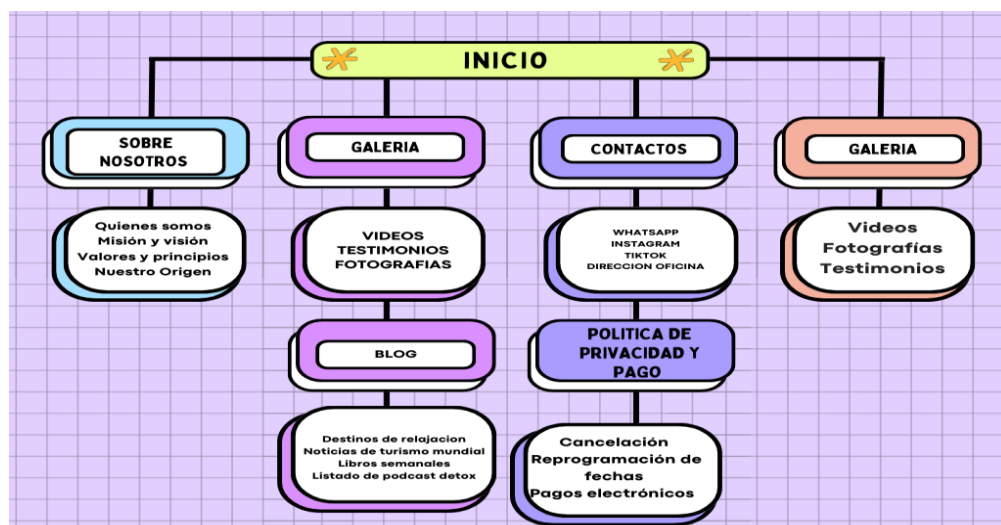 INICIO
SOBRE
NOSOTROS
GALERIA
CONTACTOS
GALERIA
Quienes somos
Misión y visión
Valores y principios
Nuestro Origen
VIDEOS
TESTIMONIOS
FOTOGRAFIAS
WHATSAPP
INSTAGRAM
TIKTOK
DIRECCION OFICINA
Videos
Fotografías
Testimonios
BLOG
POLITICA DE
PRIVACIDAD Y
PAGO
Destinos de relajacion
Noticias de turismo mundial
Libros semanales
Listado de podcast detox
Cancelación
Reprogramación de
fechas
Pagos electrónicos